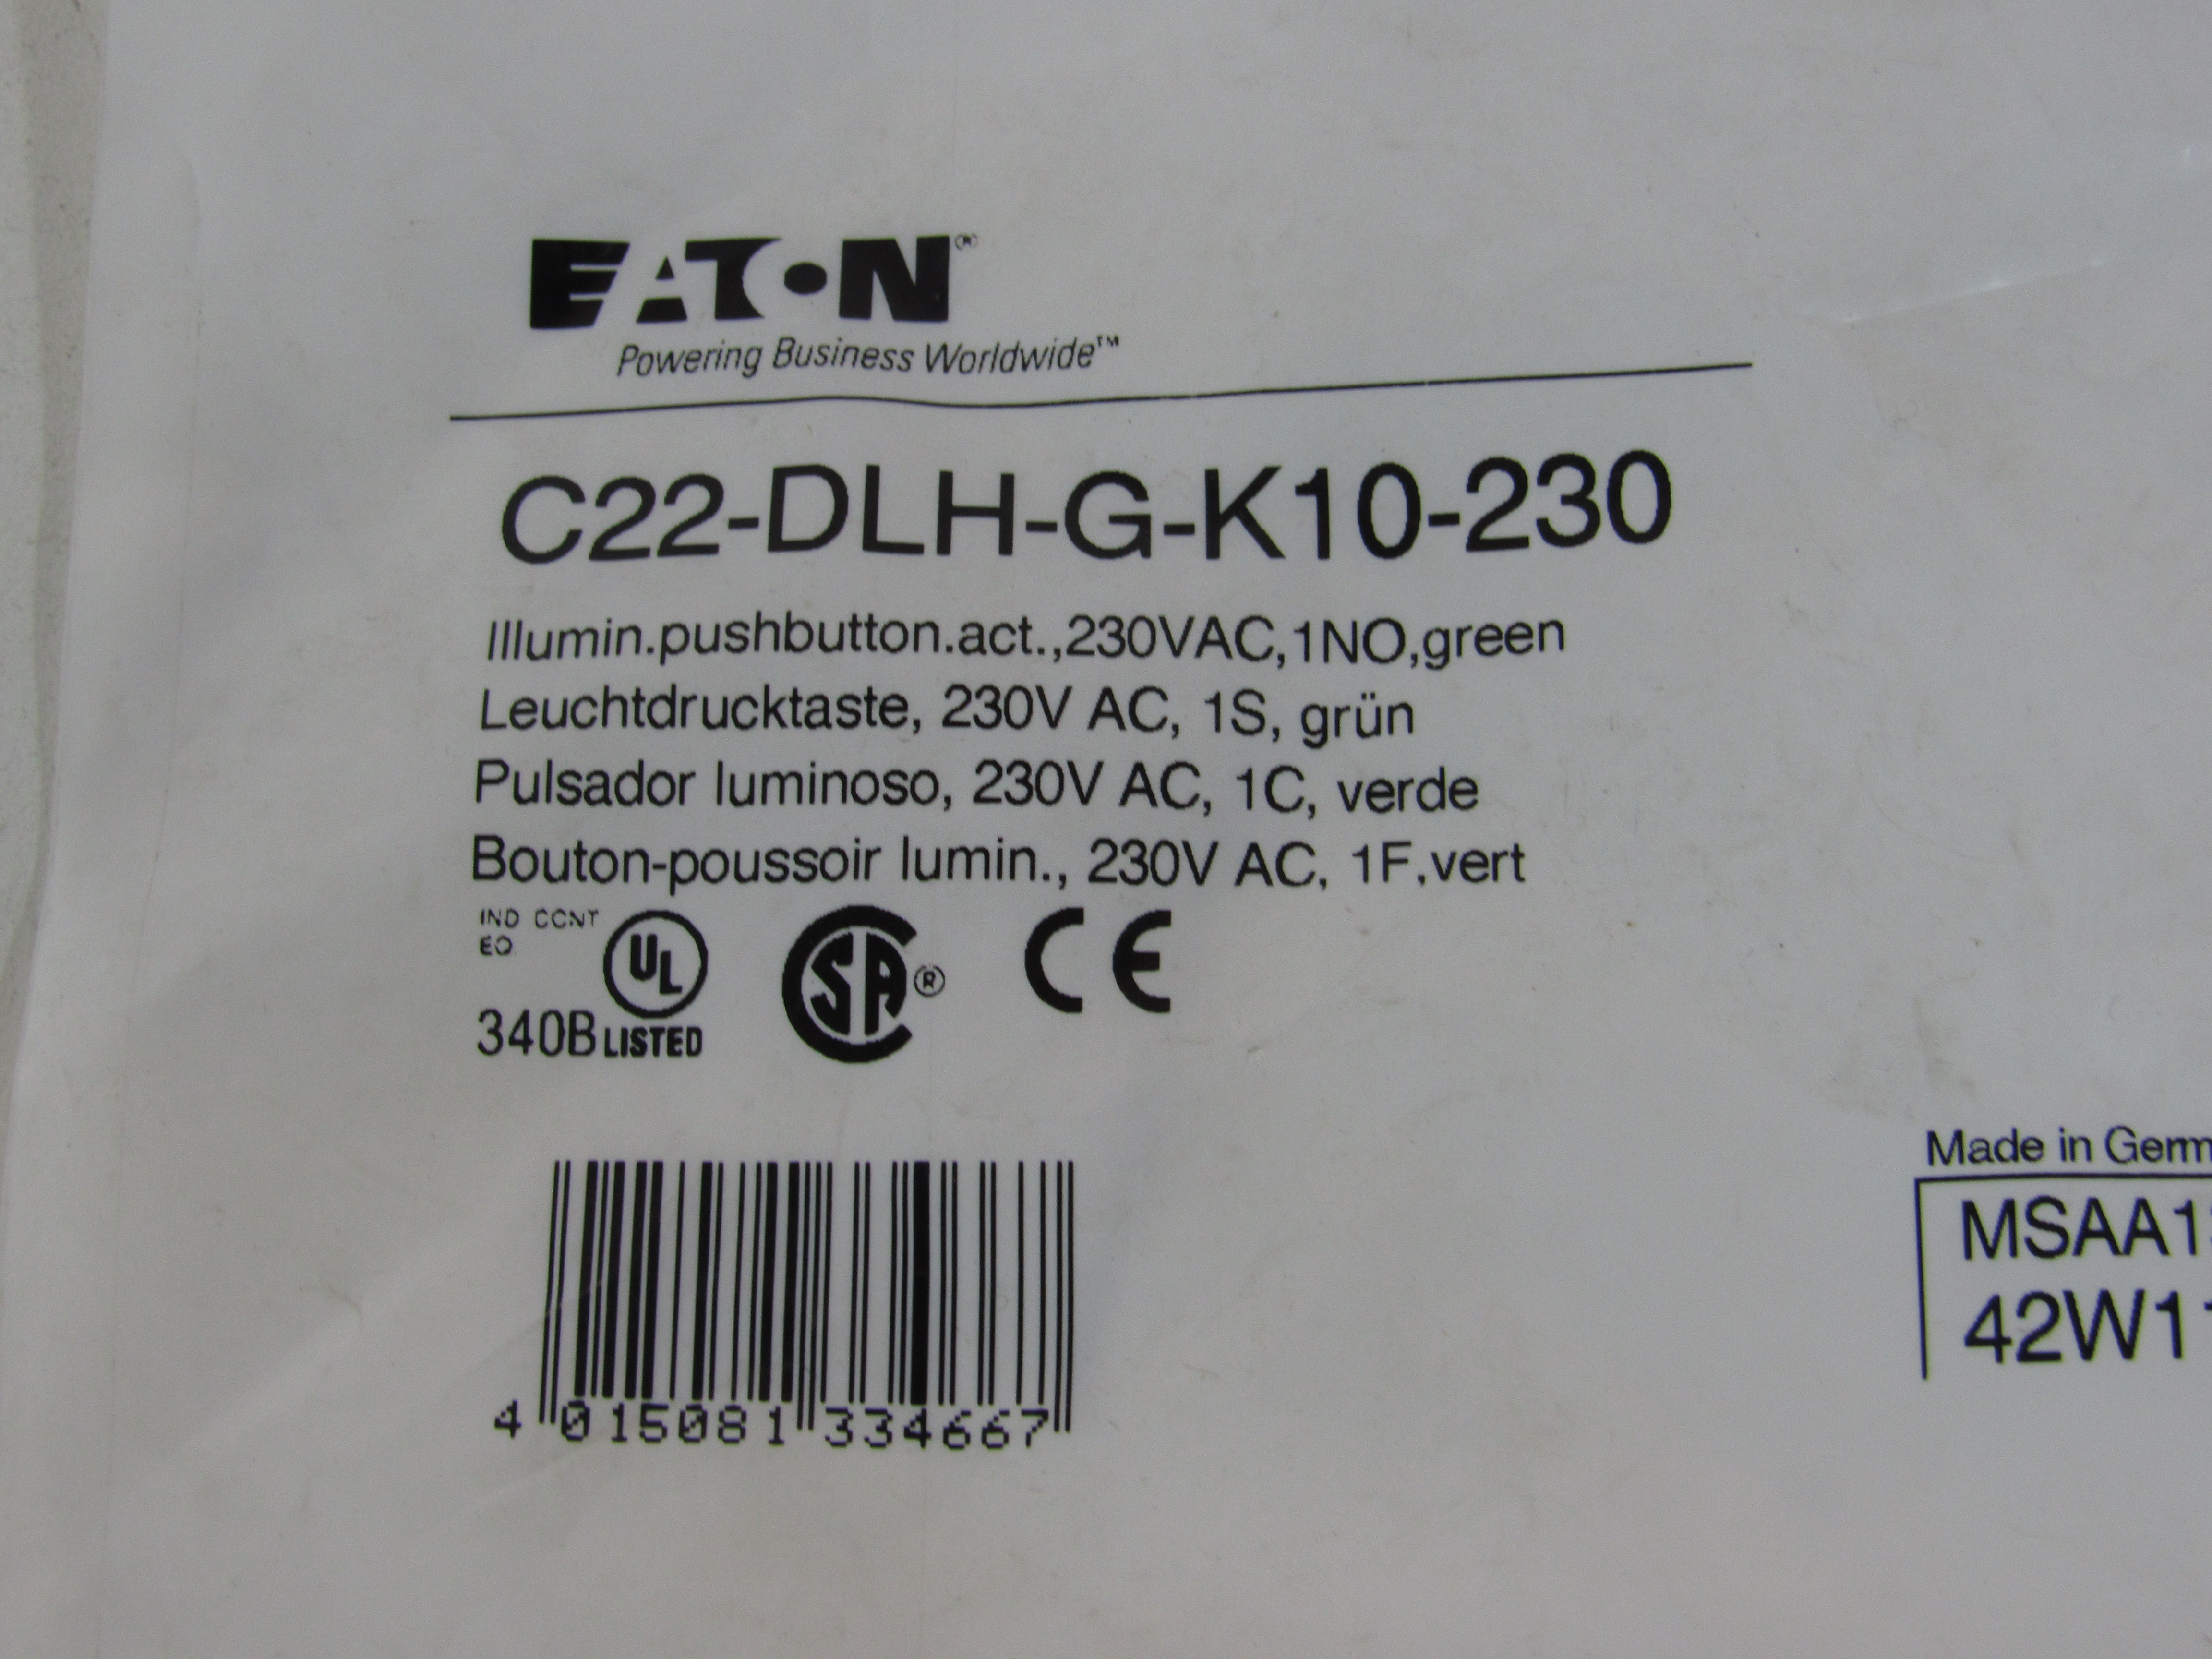 EATON®
Powering Business Worldwide™
C22-DLH-G-K10-230
Illumin.pushbutton.act.,230VAC,1NO,green
Leuchtdrucktaste, 230V AC, 1S, grün
Pulsador luminoso, 230V AC, 1C, verde
Bouton-poussoir lumin., 230V AC, 1F,vert
IND CONT
EQ
UL
340B LISTED
SA®
CE
4 015081 334667
Made in Germ
MSAA1
42W11